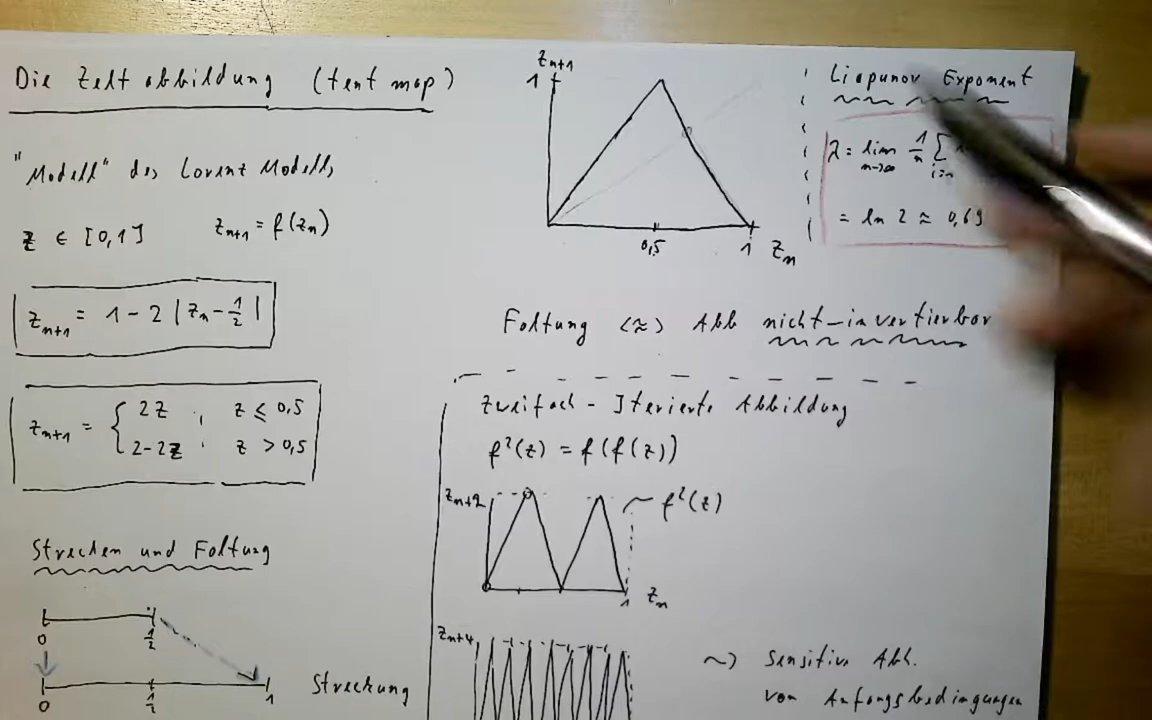 Die Zeltabbildung (tent map)
"Modell" des Lorenz Modells
z ∈ [0,1]   z_{n+1} = f(z_n)
z_{n+1} = 1 - 2 |z_n - 1/2|
z_{n+1} = { 2z , z ≤ 0,5
2-2z , z > 0,5
Strecken und Faltung
0 1/2
0 1/2 1 Streckung
z_{n+1}
1
0,5 1 z_n
Liapunov Exponent
λ = lim_{n→∞} 1/n ∑
= ln 2 ≈ 0,69
Faltung (≈) Abb nicht-invertierbar
Zweifach-Iterierte Abbildung
f²(z) = f(f(z))
z_{n+2} f²(z)
1 z_n
z_{n+4}
~) Sensitive Abh.
von Anfangsbedingungen